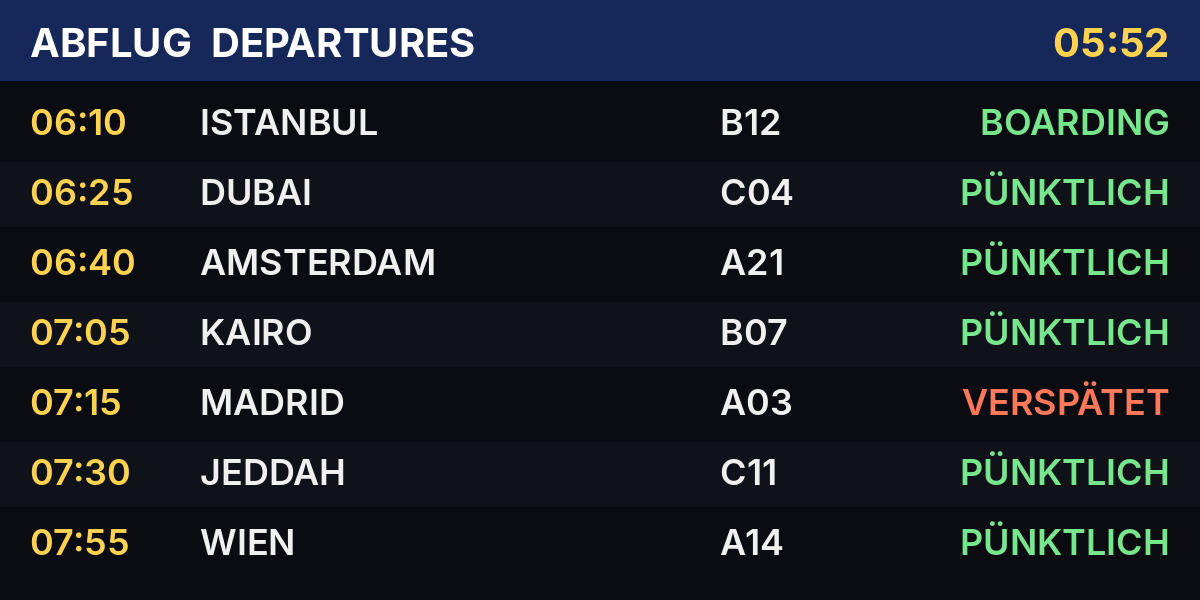 ABFLUG DEPARTURES 05:52
06:10 ISTANBUL B12 BOARDING
06:25 DUBAI C04 PÜNKTLICH
06:40 AMSTERDAM A21 PÜNKTLICH
07:05 KAIRO B07 PÜNKTLICH
07:15 MADRID A03 VERSPÄTET
07:30 JEDDAH C11 PÜNKTLICH
07:55 WIEN A14 PÜNKTLICH